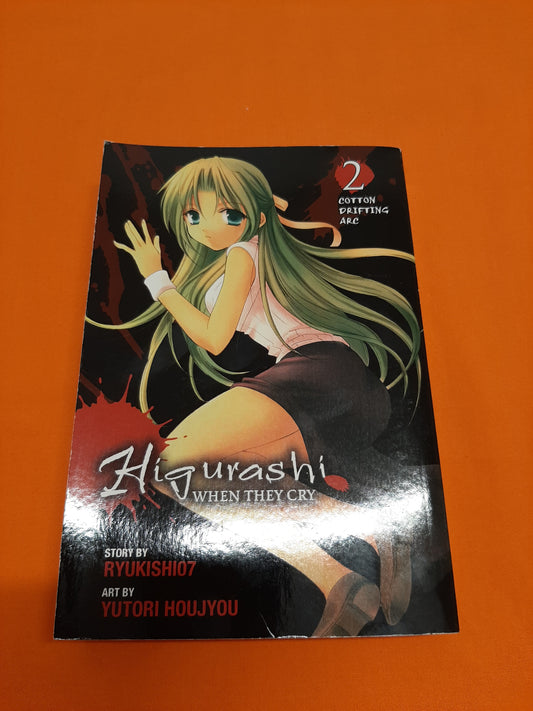 2
COTTON
DRIFTING
ARC
Higurashi
WHEN THEY CRY
STORY BY
RYUKISHI07
ART BY
YUTORI HOUJYOU